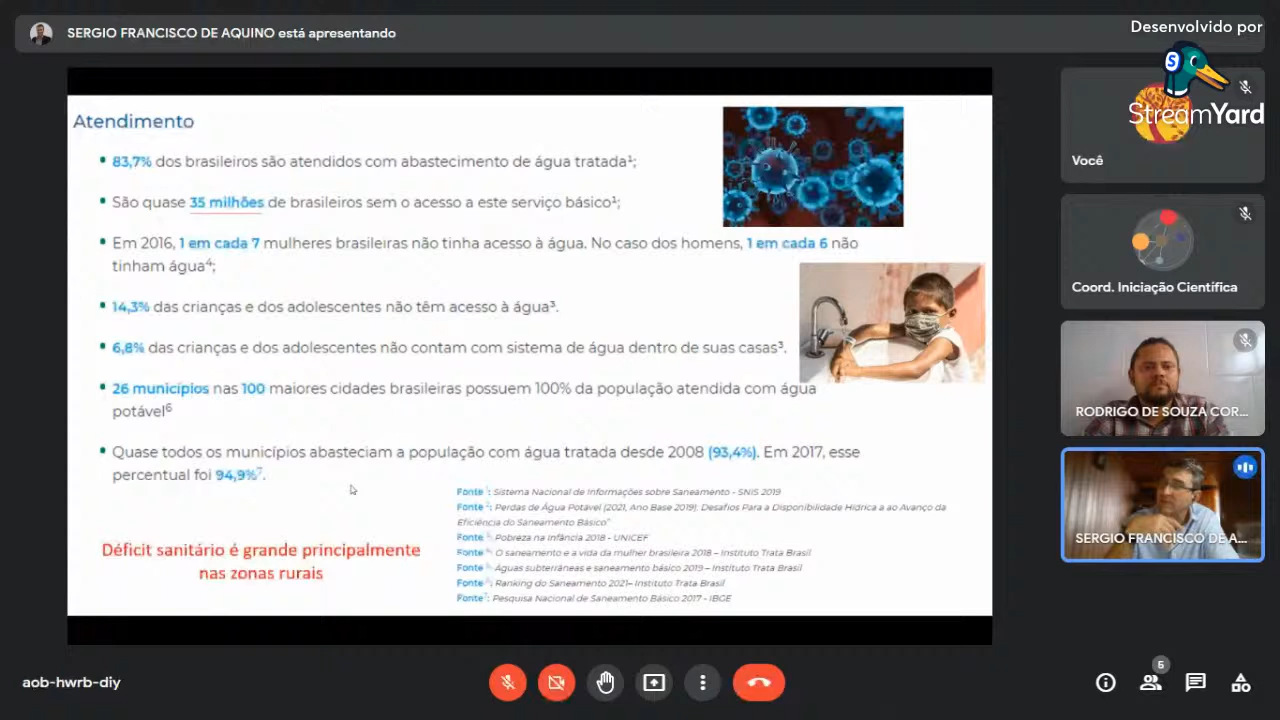 SERGIO FRANCISCO DE AQUINO está apresentando
Desenvolvido por
StreamYard
Atendimento
83,7% dos brasileiros são atendidos com abastecimento de água tratada¹;
São quase 35 milhões de brasileiros sem o acesso a este serviço básico¹;
Em 2016, 1 em cada 7 mulheres brasileiras não tinha acesso à água. No caso dos homens, 1 em cada 6 não
tinham água⁴;
14,3% das crianças e dos adolescentes não têm acesso à água³.
6,8% das crianças e dos adolescentes não contam com sistema de água dentro de suas casas³.
26 municípios nas 100 maiores cidades brasileiras possuem 100% da população atendida com água
potável⁶
Quase todos os municípios abasteciam a população com água tratada desde 2008 (93,4%). Em 2017, esse
percentual foi 94,9%⁷.
Déficit sanitário é grande principalmente
nas zonas rurais
Fonte ¹: Sistema Nacional de Informações sobre Saneamento - SNIS 2019
Fonte ²: Perdas de Água Potável (2021, Ano Base 2019). Desafios Para a Disponibilidade Hídrica a ao Avanço da
Eficiência do Saneamento Básico"
Fonte ³: Pobreza na Infância 2018 - UNICEF
Fonte ⁴: O saneamento e a vida da mulher brasileira 2018 – Instituto Trata Brasil
Fonte ⁵: Águas subterrâneas e saneamento básico 2019 – Instituto Trata Brasil
Fonte ⁶: Ranking do Saneamento 2021– Instituto Trata Brasil
Fonte ⁷: Pesquisa Nacional de Saneamento Básico 2017 - IBGE
Você
Coord. Iniciação Científica
RODRIGO DE SOUZA COR...
SERGIO FRANCISCO DE A...
aob-hwrb-diy
5